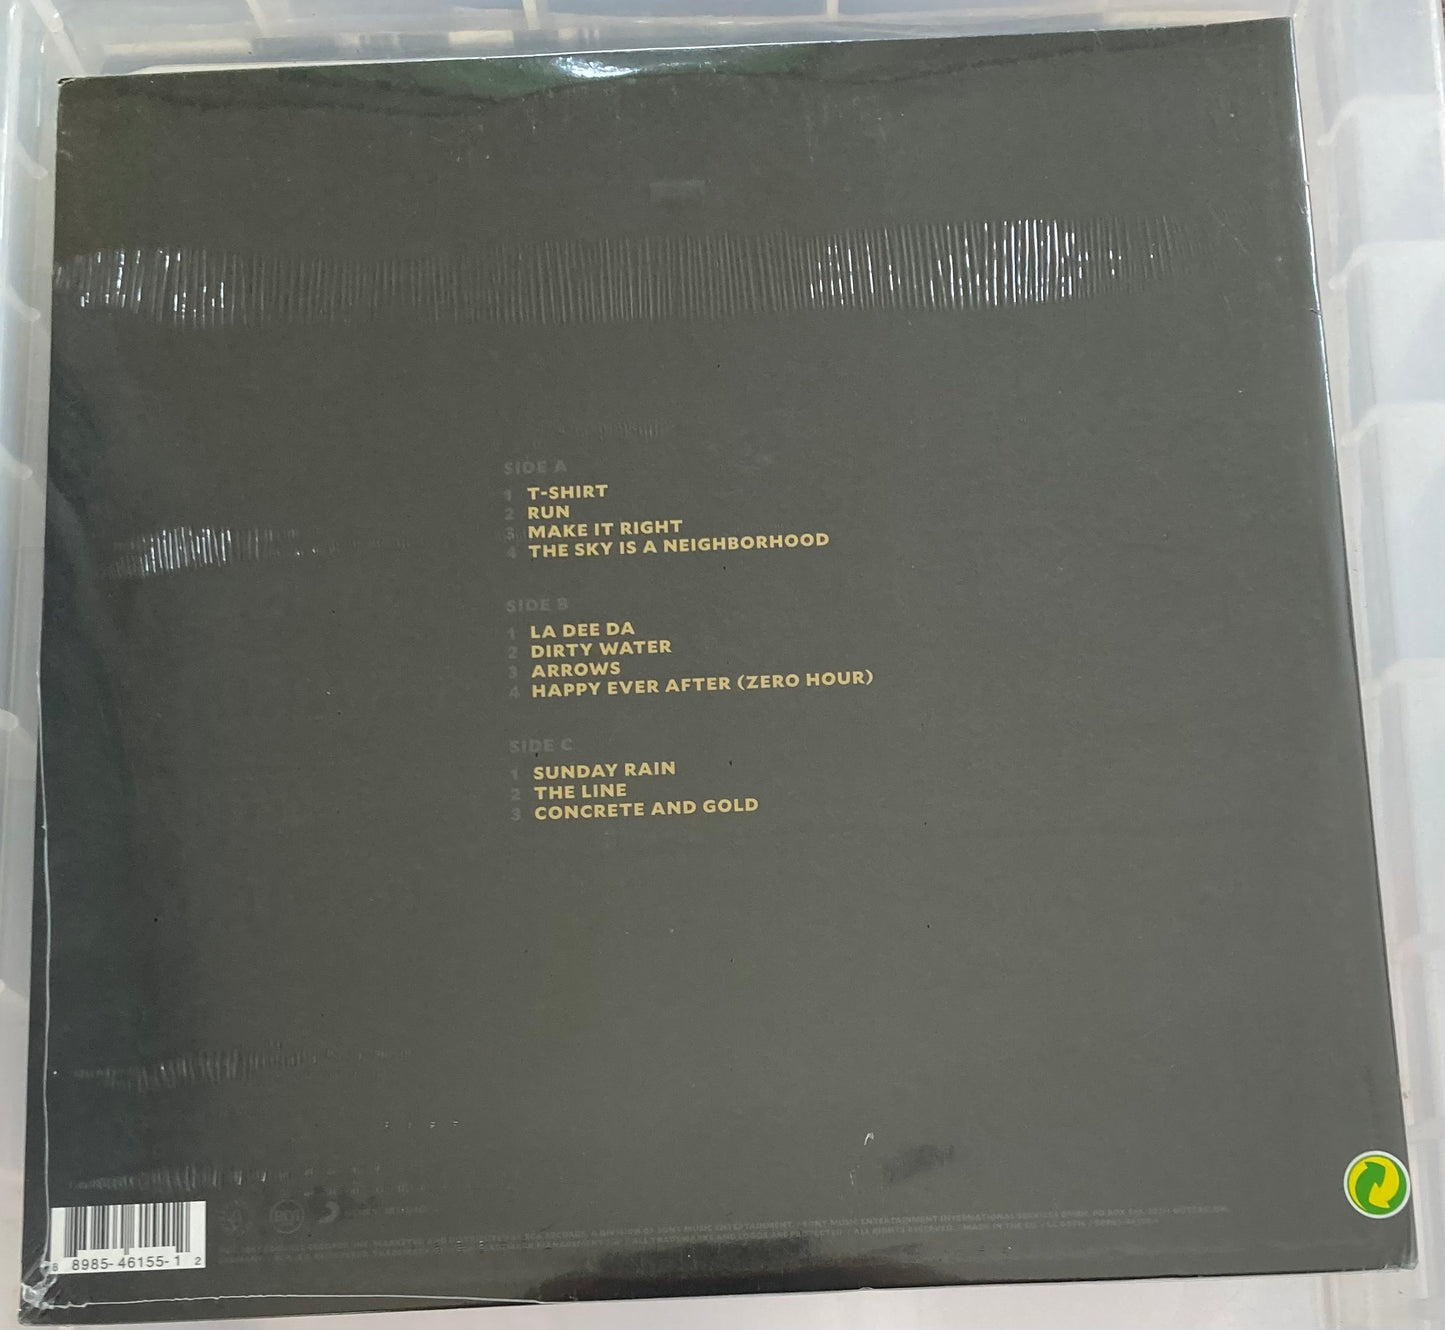 SIDE A
1 T-SHIRT
2 RUN
3 MAKE IT RIGHT
4 THE SKY IS A NEIGHBORHOOD
SIDE B
1 LA DEE DA
2 DIRTY WATER
3 ARROWS
4 HAPPY EVER AFTER (ZERO HOUR)
SIDE C
1 SUNDAY RAIN
2 THE LINE
3 CONCRETE AND GOLD
8 8985-46155-1 2